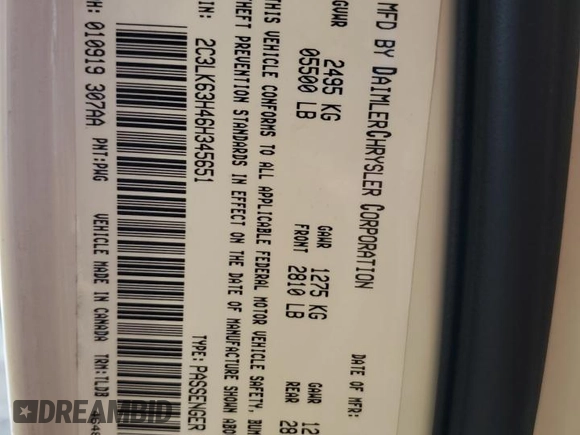 MFD BY DAIMLERCHRYSLER CORPORATION
DATE OF MFR:
GVWR 2495 KG
05500 LB
GAWR FRONT 1275 KG
2810 LB
GAWR REAR
THIS VEHICLE CONFORMS TO ALL APPLICABLE FEDERAL MOTOR VEHICLE SAFETY,
THEFT PREVENTION STANDARDS IN EFFECT ON THE DATE OF MANUFACTURE SHOWN
VIN: 2C3LK63H46H345651
TYPE: PASSENGER
010919 307AA PNT:PWG VEHICLE MADE IN CANADA TRM:TLDB
DREAMBID